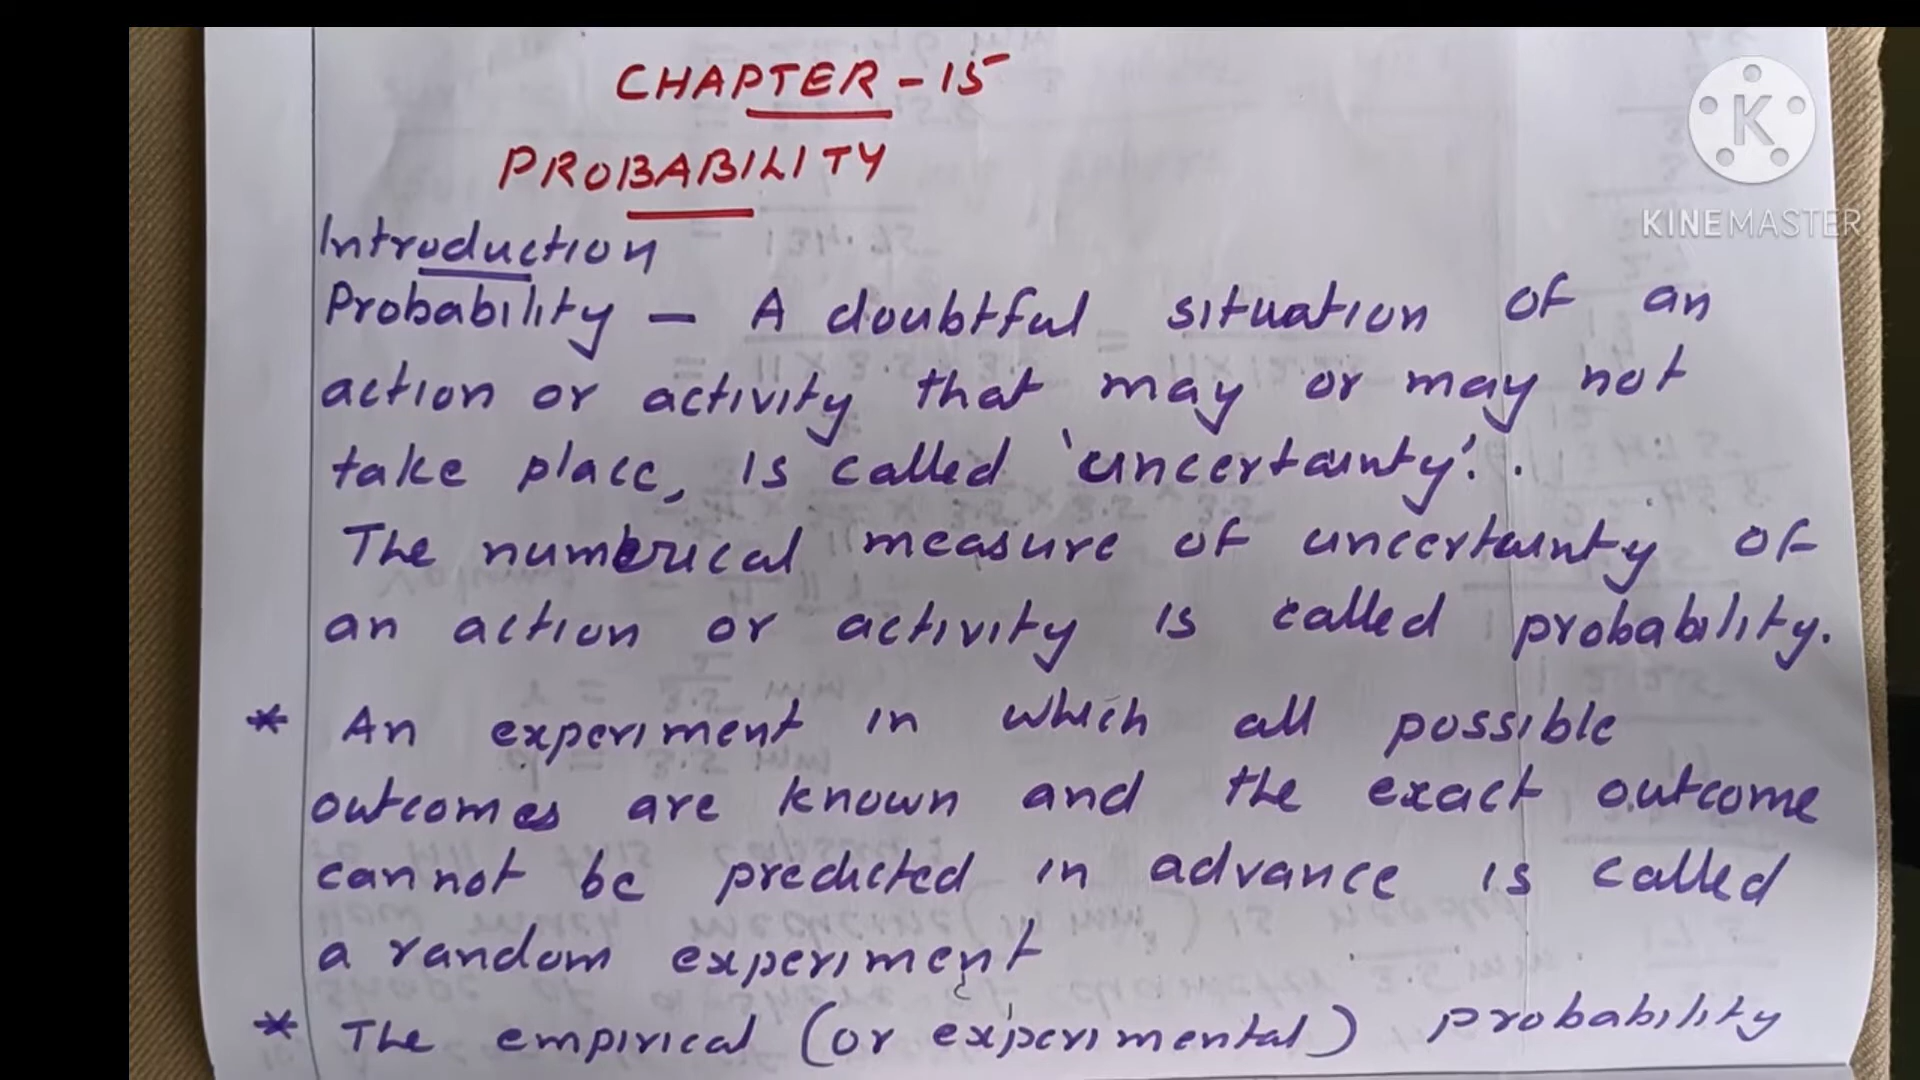 CHAPTER - 15
PROBABILITY
Introduction
Probability — A doubtful situation of an
action or activity that may or may not
take place, is called 'uncertainty'.
The numerical measure of uncertainty of
an action or activity is called probability.
* An experiment in which all possible
outcomes are known and the exact outcome
cannot be predicted in advance is called
a random experiment
* The empirical (or experimental) probability
K
KINEMASTER